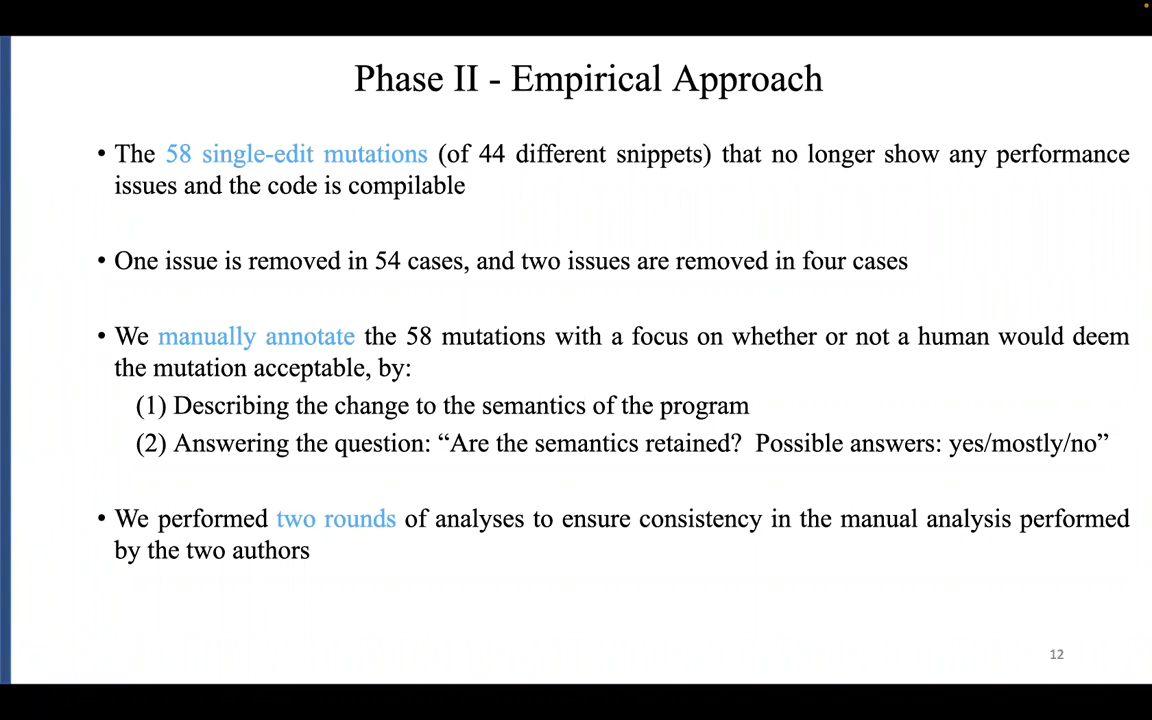 Phase II - Empirical Approach
• The 58 single-edit mutations (of 44 different snippets) that no longer show any performance
issues and the code is compilable
• One issue is removed in 54 cases, and two issues are removed in four cases
• We manually annotate the 58 mutations with a focus on whether or not a human would deem
the mutation acceptable, by:
(1) Describing the change to the semantics of the program
(2) Answering the question: “Are the semantics retained?  Possible answers: yes/mostly/no”
• We performed two rounds of analyses to ensure consistency in the manual analysis performed
by the two authors
12